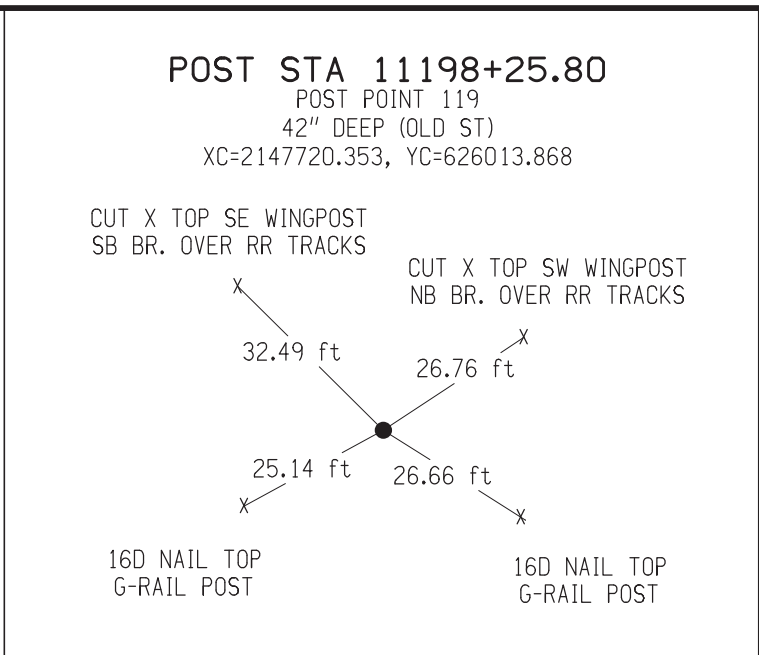 POST STA 11198+25.80
POST POINT 119
42" DEEP (OLD ST)
XC=2147720.353, YC=626013.868
CUT X TOP SE WINGPOST
SB BR. OVER RR TRACKS
CUT X TOP SW WINGPOST
NB BR. OVER RR TRACKS
X
X
32.49 ft
26.76 ft
25.14 ft
26.66 ft
X
X
16D NAIL TOP
G-RAIL POST
16D NAIL TOP
G-RAIL POST